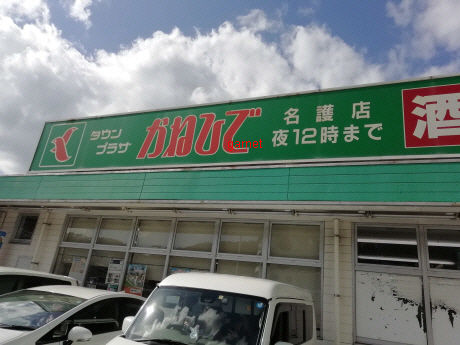 タウン
プラザ
かねひで
名護店
夜12時まで
酒